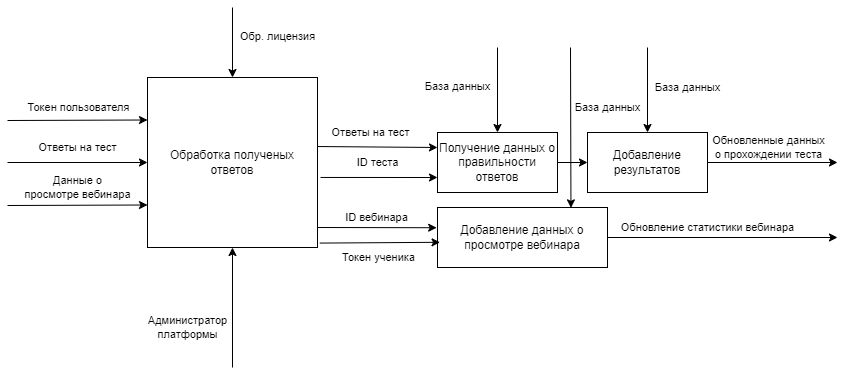 Обр. лицензия
База данных
База данных
База данных
Токен пользователя
Ответы на тест
Данные о
просмотре вебинара
Обработка полученых
ответов
Ответы на тест
ID теста
ID вебинара
Токен ученика
Получение данных о
правильности
ответов
Добавление
результатов
Обновленные данных
о прохождении теста
Добавление данных о
просмотре вебинара
Обновление статистики вебинара
Администратор
платформы